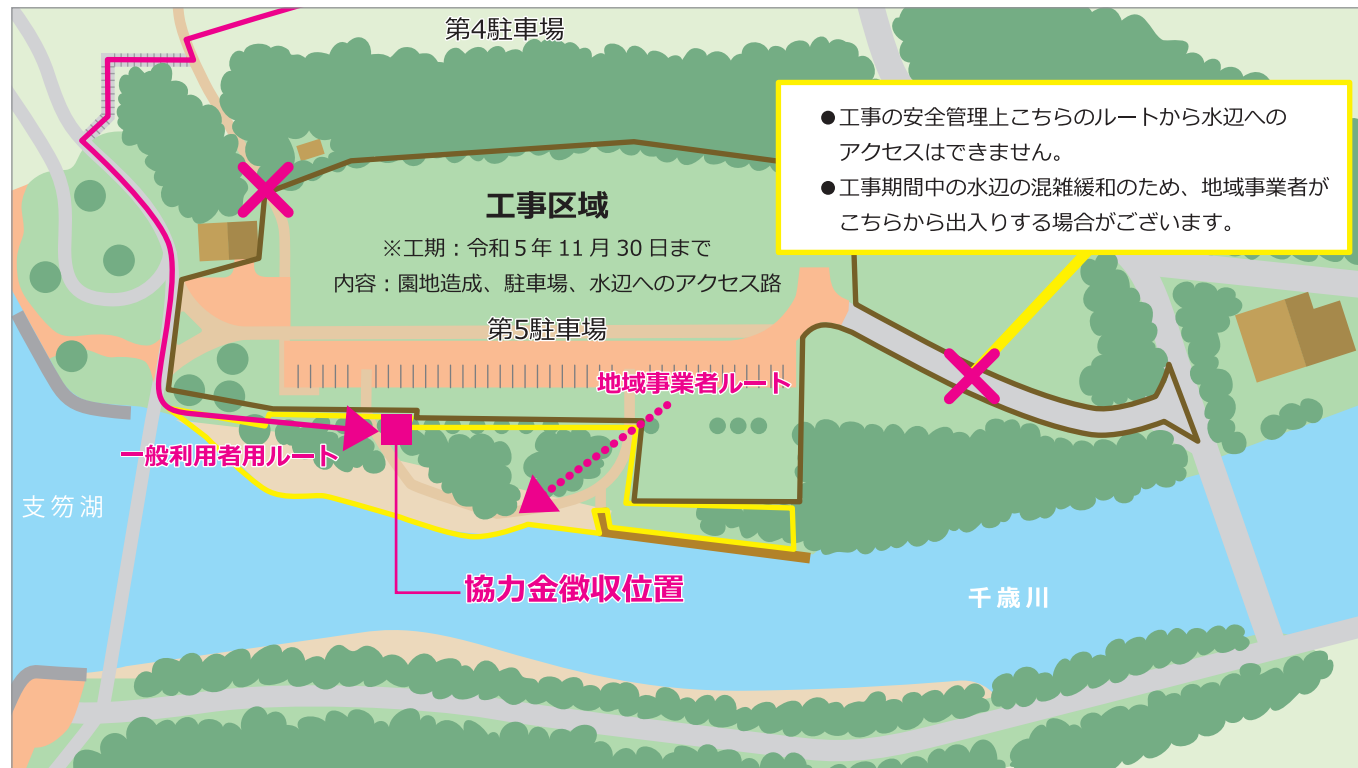 第4駐車場
●工事の安全管理上こちらのルートから水辺への
アクセスはできません。
●工事期間中の水辺の混雑緩和のため、地域事業者が
こちらから出入りする場合がございます。
工事区域
※工期：令和5年11月30日まで
内容：園地造成、駐車場、水辺へのアクセス路
第5駐車場
地域事業者ルート
一般利用者用ルート
支笏湖
協力金徴収位置
千歳川